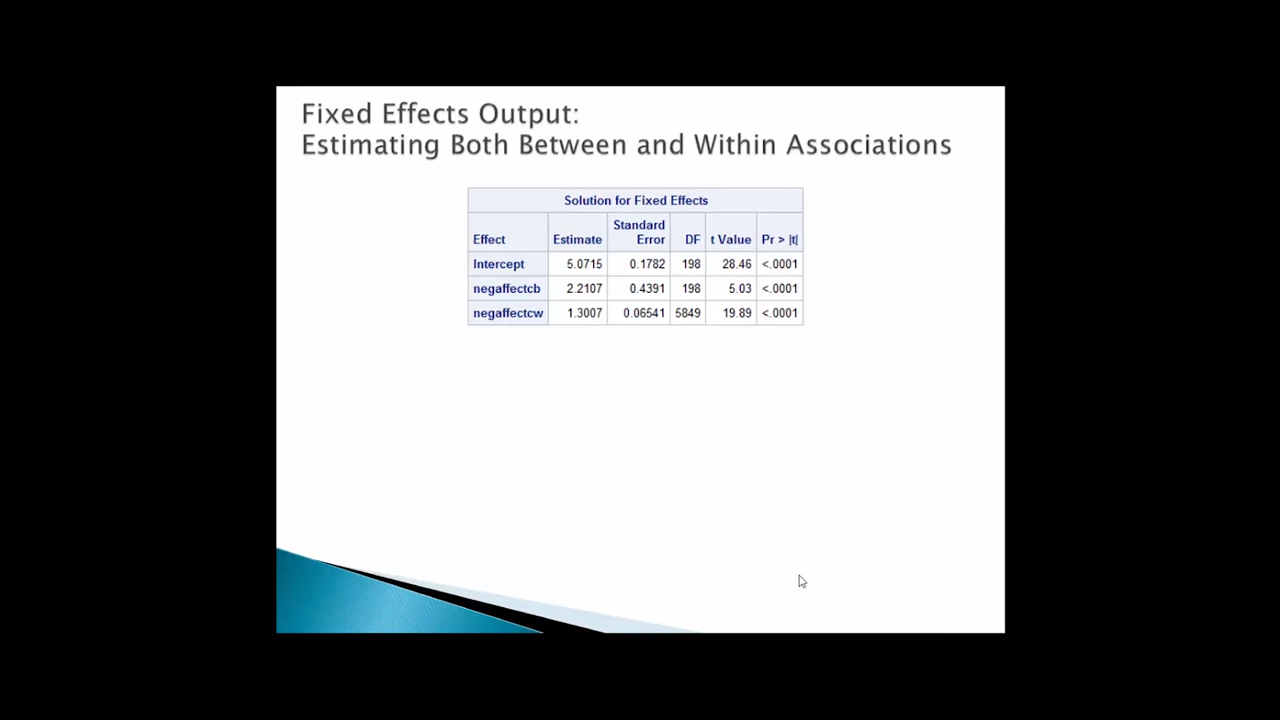 Fixed Effects Output:
Estimating Both Between and Within Associations
Solution for Fixed Effects
Effect Estimate Standard Error DF t Value Pr > |t|
Intercept 5.0715 0.1782 198 28.46 <.0001
negaffectcb 2.2107 0.4391 198 5.03 <.0001
negaffectcw 1.3007 0.06541 5849 19.89 <.0001